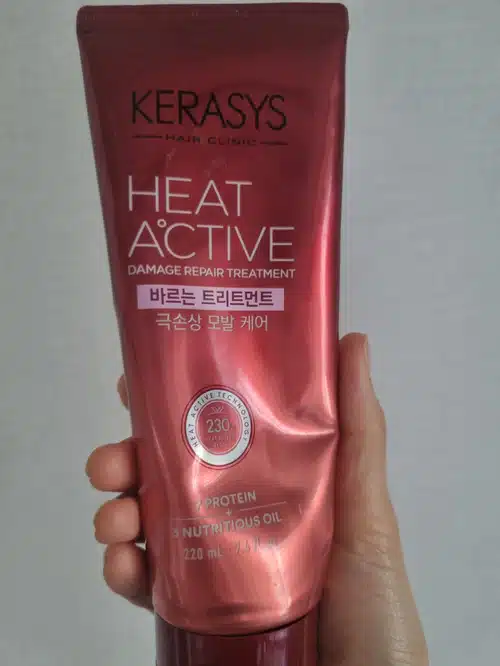 KERASYS
HAIR CLINIC
HEAT
ACTIVE
DAMAGE REPAIR TREATMENT
바르는 트리트먼트
극손상 모발 케어
HEAT ACTIVE TECHNOLOGY
230
PROTEIN
+
NUTRITIOUS OIL
220 mL